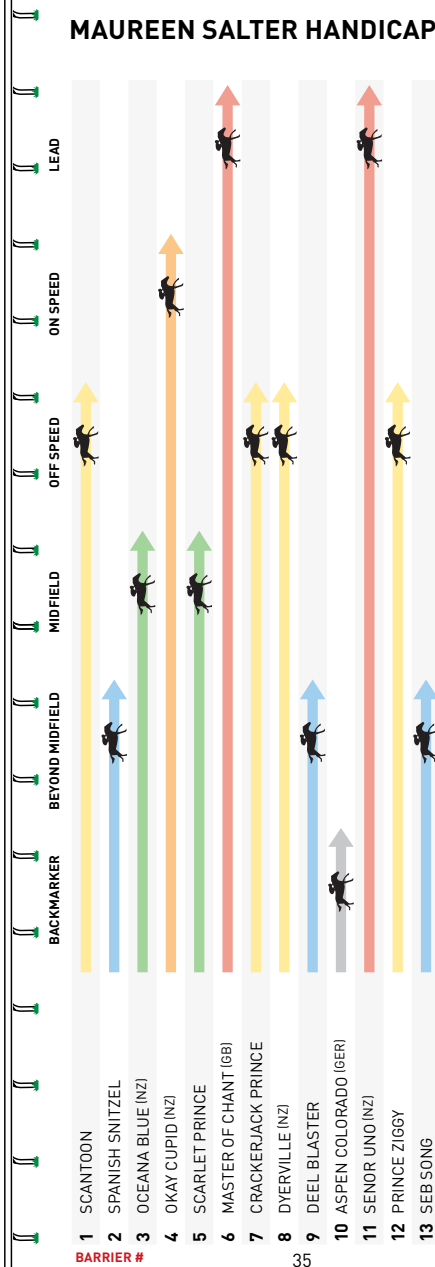 MAUREEN SALTER HANDICAP
LEAD
ON SPEED
OFF SPEED
MIDFIELD
BEYOND MIDFIELD
BACKMARKER
1 SCANTOON
2 SPANISH SNITZEL
3 OCEANA BLUE (NZ)
4 OKAY CUPID (NZ)
5 SCARLET PRINCE
6 MASTER OF CHANT (GB)
7 CRACKERJACK PRINCE
8 DYERVILLE (NZ)
9 DEEL BLASTER
10 ASPEN COLORADO (GER)
11 SENOR UNO (NZ)
12 PRINCE ZIGGY
13 SEB SONG
BARRIER #
35